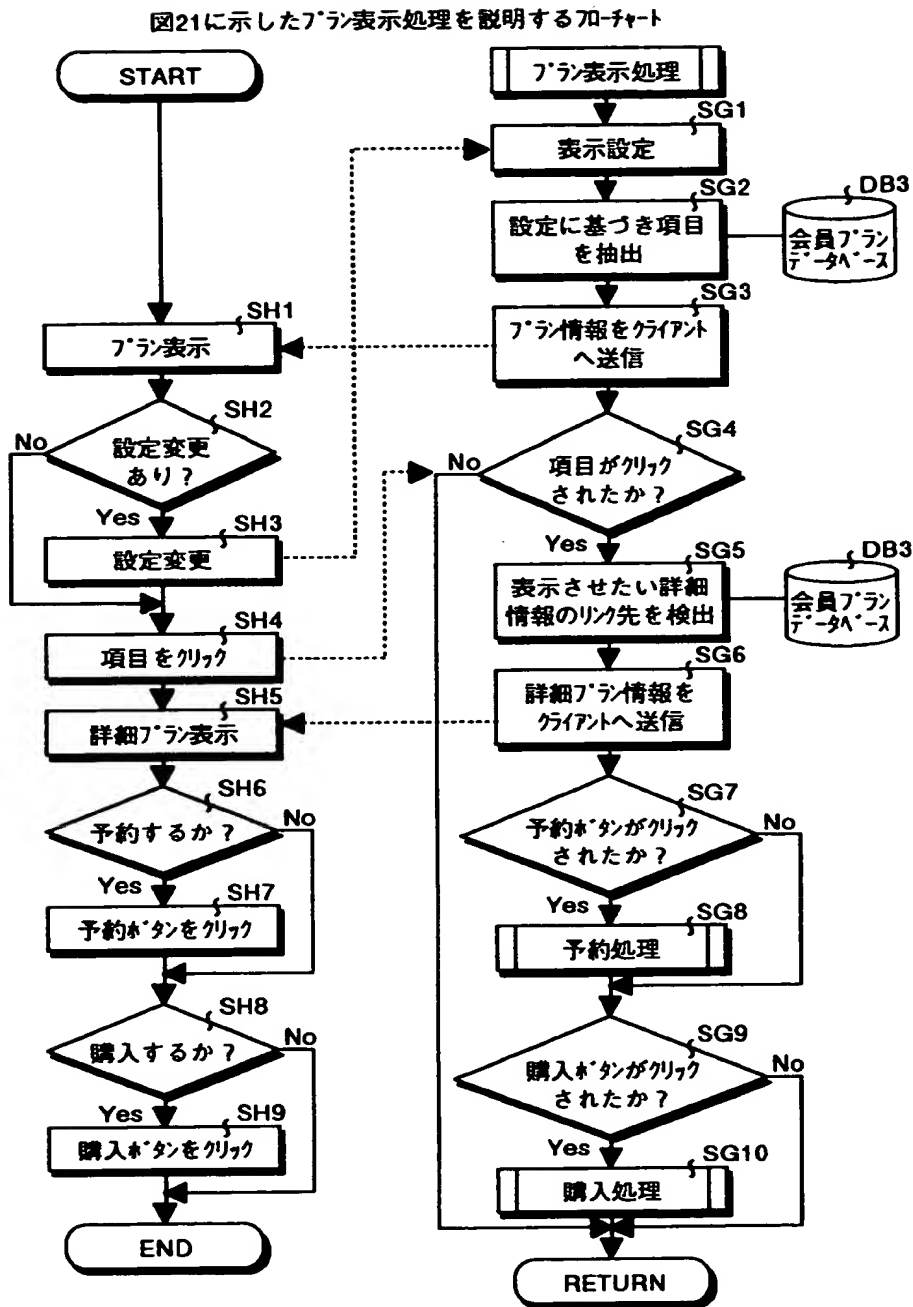 図21に示したプラン表示処理を説明するフローチャート
START
SH1
プラン表示
SH2
設定変更
あり?
No
Yes
SH3
設定変更
SH4
項目をクリック
SH5
詳細プラン表示
SH6
予約するか?
No
Yes
SH7
予約ボタンをクリック
SH8
購入するか?
No
Yes
SH9
購入ボタンをクリック
END
プラン表示処理
SG1
表示設定
SG2
設定に基づき項目
を抽出
DB3
会員プラン
データベース
SG3
プラン情報をクライアント
へ送信
SG4
項目がクリック
されたか?
No
Yes
SG5
表示させたい詳細
情報のリンク先を検出
DB3
会員プラン
データベース
SG6
詳細プラン情報を
クライアントへ送信
SG7
予約ボタンがクリック
されたか?
No
Yes
SG8
予約処理
SG9
購入ボタンがクリック
されたか?
No
Yes
SG10
購入処理
RETURN